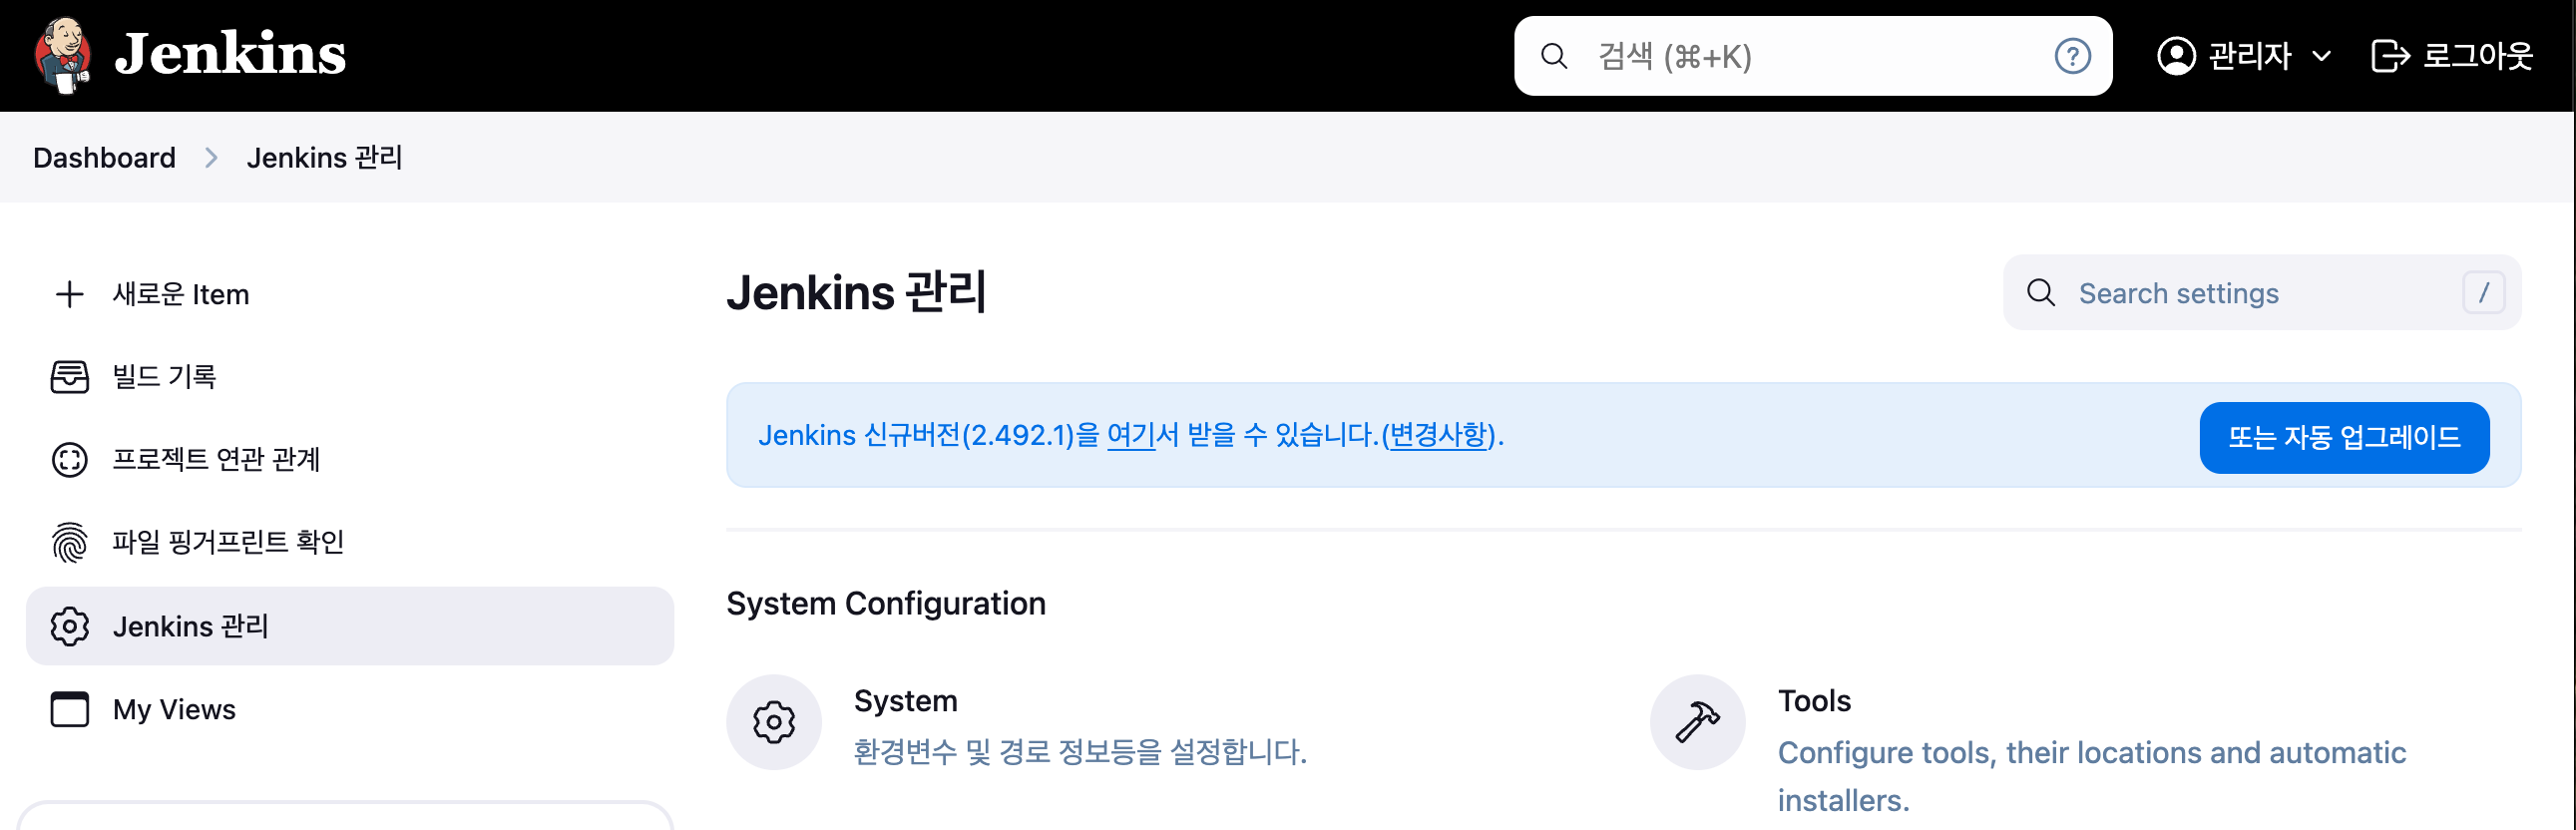 Jenkins
검색 (⌘+K)
?
관리자
로그아웃
Dashboard
Jenkins 관리
새로운 Item
빌드 기록
프로젝트 연관 관계
파일 핑거프린트 확인
Jenkins 관리
My Views
Jenkins 관리
Search settings
/
Jenkins 신규버전(2.492.1)을 여기서 받을 수 있습니다.(변경사항).
또는 자동 업그레이드
System Configuration
System
환경변수 및 경로 정보등을 설정합니다.
Tools
Configure tools, their locations and automatic
installers.